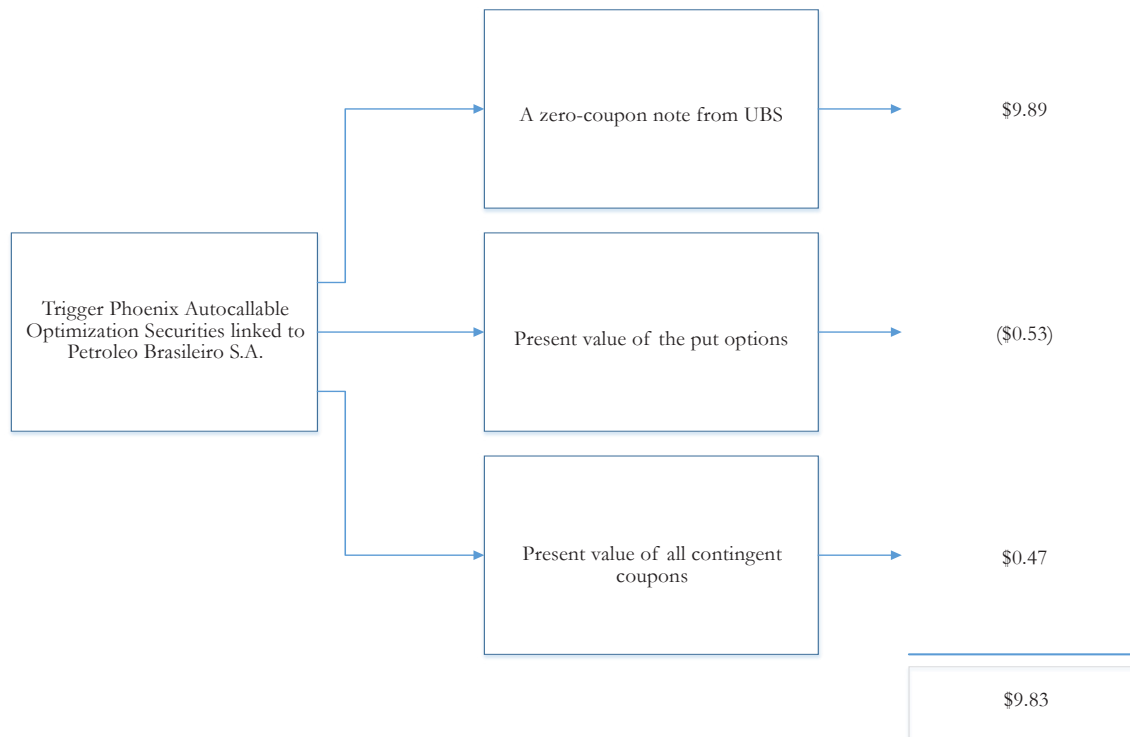 A zero-coupon note from UBS
$9.89
Trigger Phoenix Autocallable
Optimization Securities linked to
Petroleo Brasileiro S.A.
Present value of the put options
($0.53)
Present value of all contingent
coupons
$0.47
$9.83